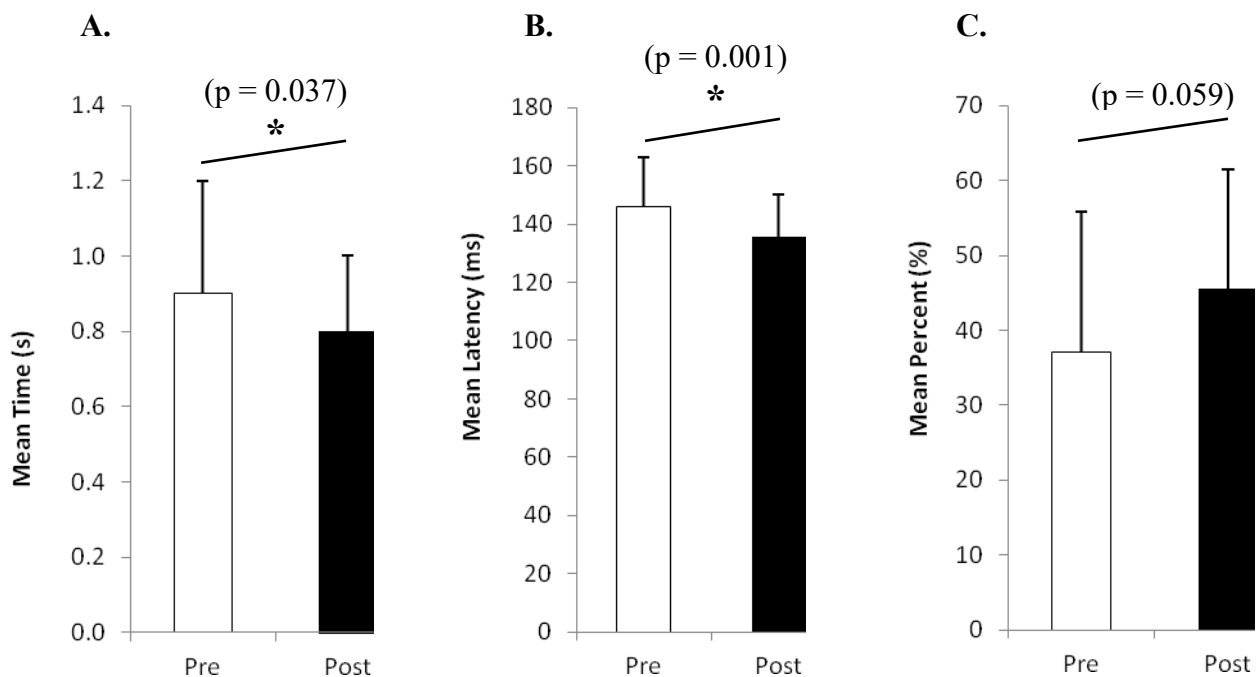 A.
(p = 0.037)
*
1.4
1.2
1.0
0.8
0.6
0.4
0.2
0.0
Mean Time (s)
Pre
Post
B.
(p = 0.001)
*
180
160
140
120
100
80
60
40
20
0
Mean Latency (ms)
Pre
Post
C.
(p = 0.059)
70
60
50
40
30
20
10
0
Mean Percent (%)
Pre
Post